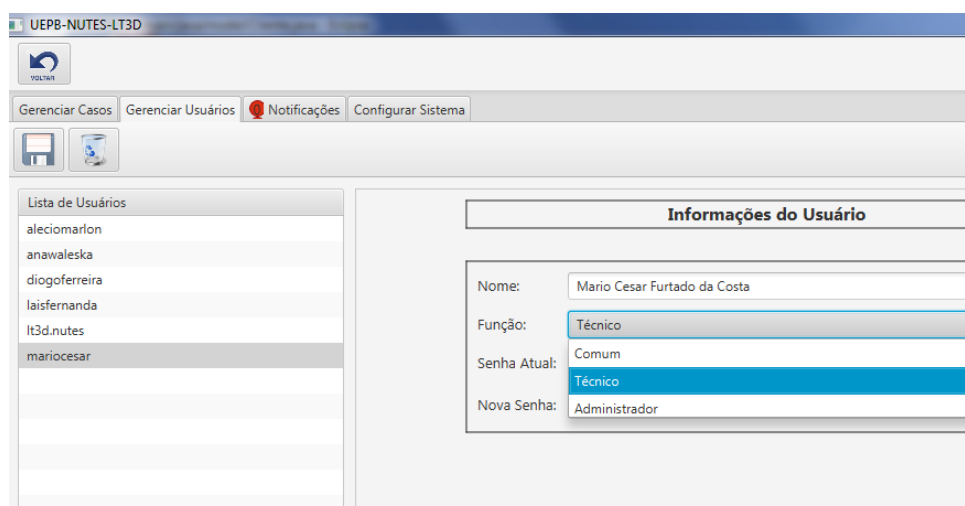 UEPB-NUTES-LT3D
VOLTAR
Gerenciar Casos Gerenciar Usuários 0 Notificações Configurar Sistema
Lista de Usuários
aleciomarlon
anawaleska
diogoferreira
laisfernanda
lt3d.nutes
mariocesar
Informações do Usuário
Nome: Mario Cesar Furtado da Costa
Função: Técnico
Comum
Senha Atual:
Técnico
Nova Senha:
Administrador